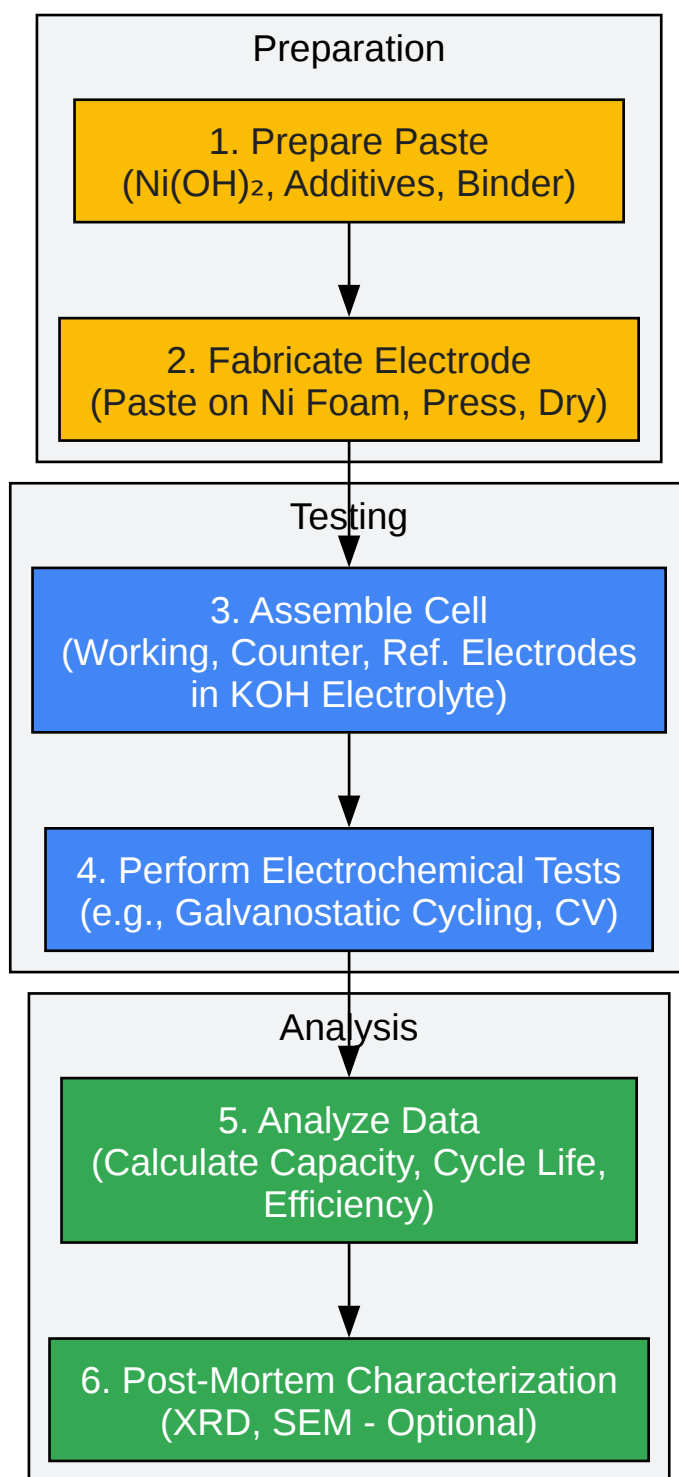 Preparation
1. Prepare Paste
(Ni(OH)₂, Additives, Binder)
2. Fabricate Electrode
(Paste on Ni Foam, Press, Dry)
Testing
3. Assemble Cell
(Working, Counter, Ref. Electrodes
in KOH Electrolyte)
4. Perform Electrochemical Tests
(e.g., Galvanostatic Cycling, CV)
Analysis
5. Analyze Data
(Calculate Capacity, Cycle Life,
Efficiency)
6. Post-Mortem Characterization
(XRD, SEM - Optional)